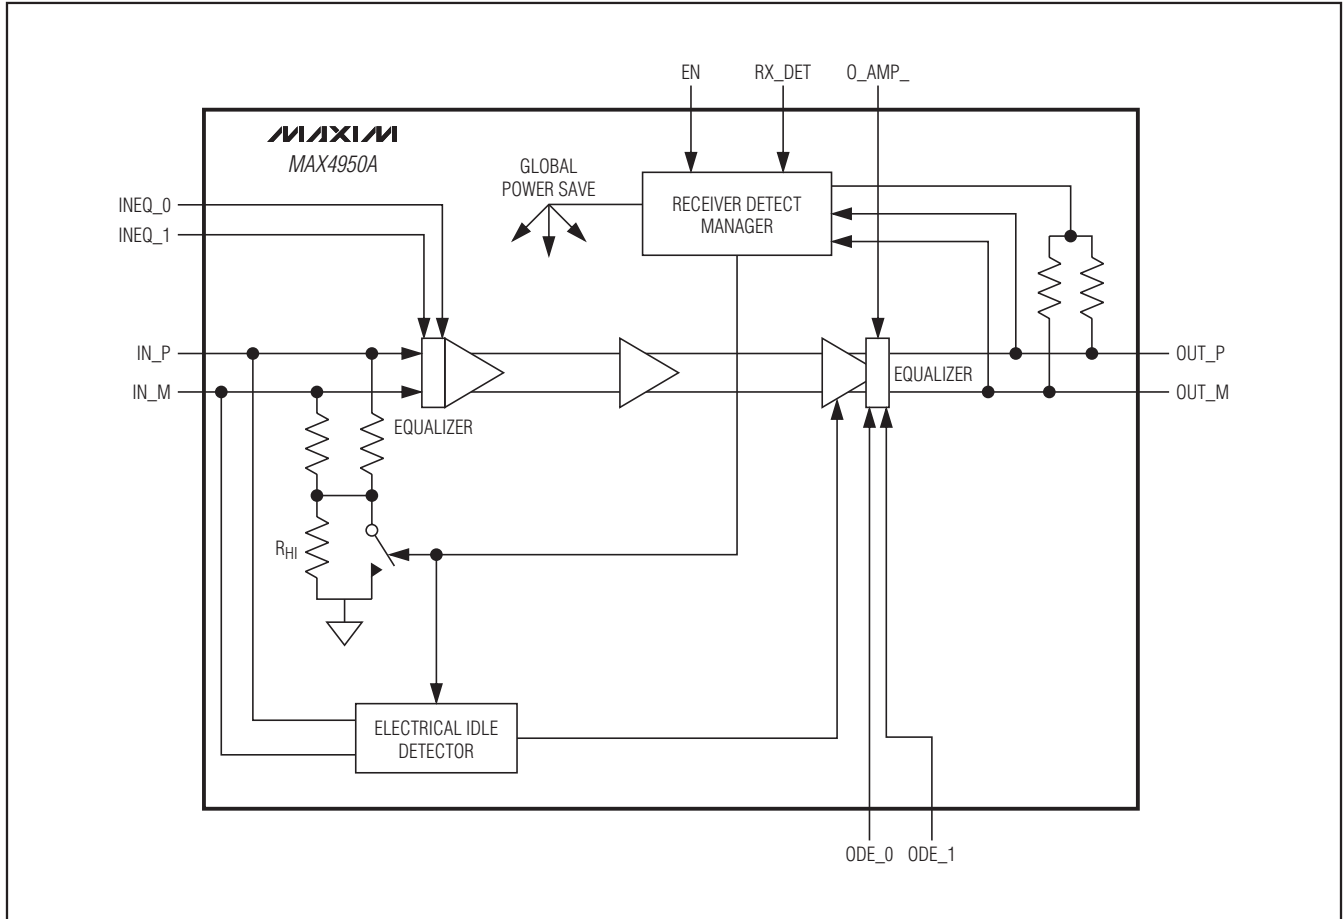 EN
RX_DET
O_AMP_
MAXIM
MAX4950A
GLOBAL
POWER SAVE
RECEIVER DETECT
MANAGER
INEQ_0
INEQ_1
IN_P
IN_M
EQUALIZER
EQUALIZER
OUT_P
OUT_M
RHI
ELECTRICAL IDLE
DETECTOR
ODE_0
ODE_1